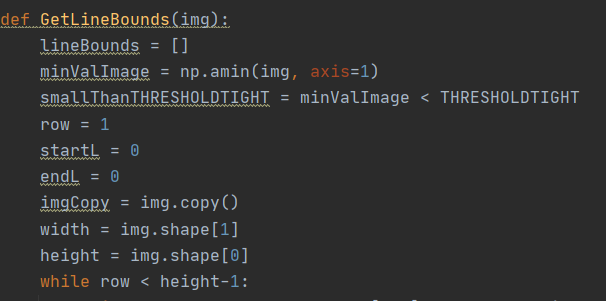 def GetLineBounds(img):
    lineBounds = []
    minValImage = np.amin(img, axis=1)
    smallThanTHRESHOLDTIGHT = minValImage < THRESHOLDTIGHT
    row = 1
    startL = 0
    endL = 0
    imgCopy = img.copy()
    width = img.shape[1]
    height = img.shape[0]
    while row < height-1: